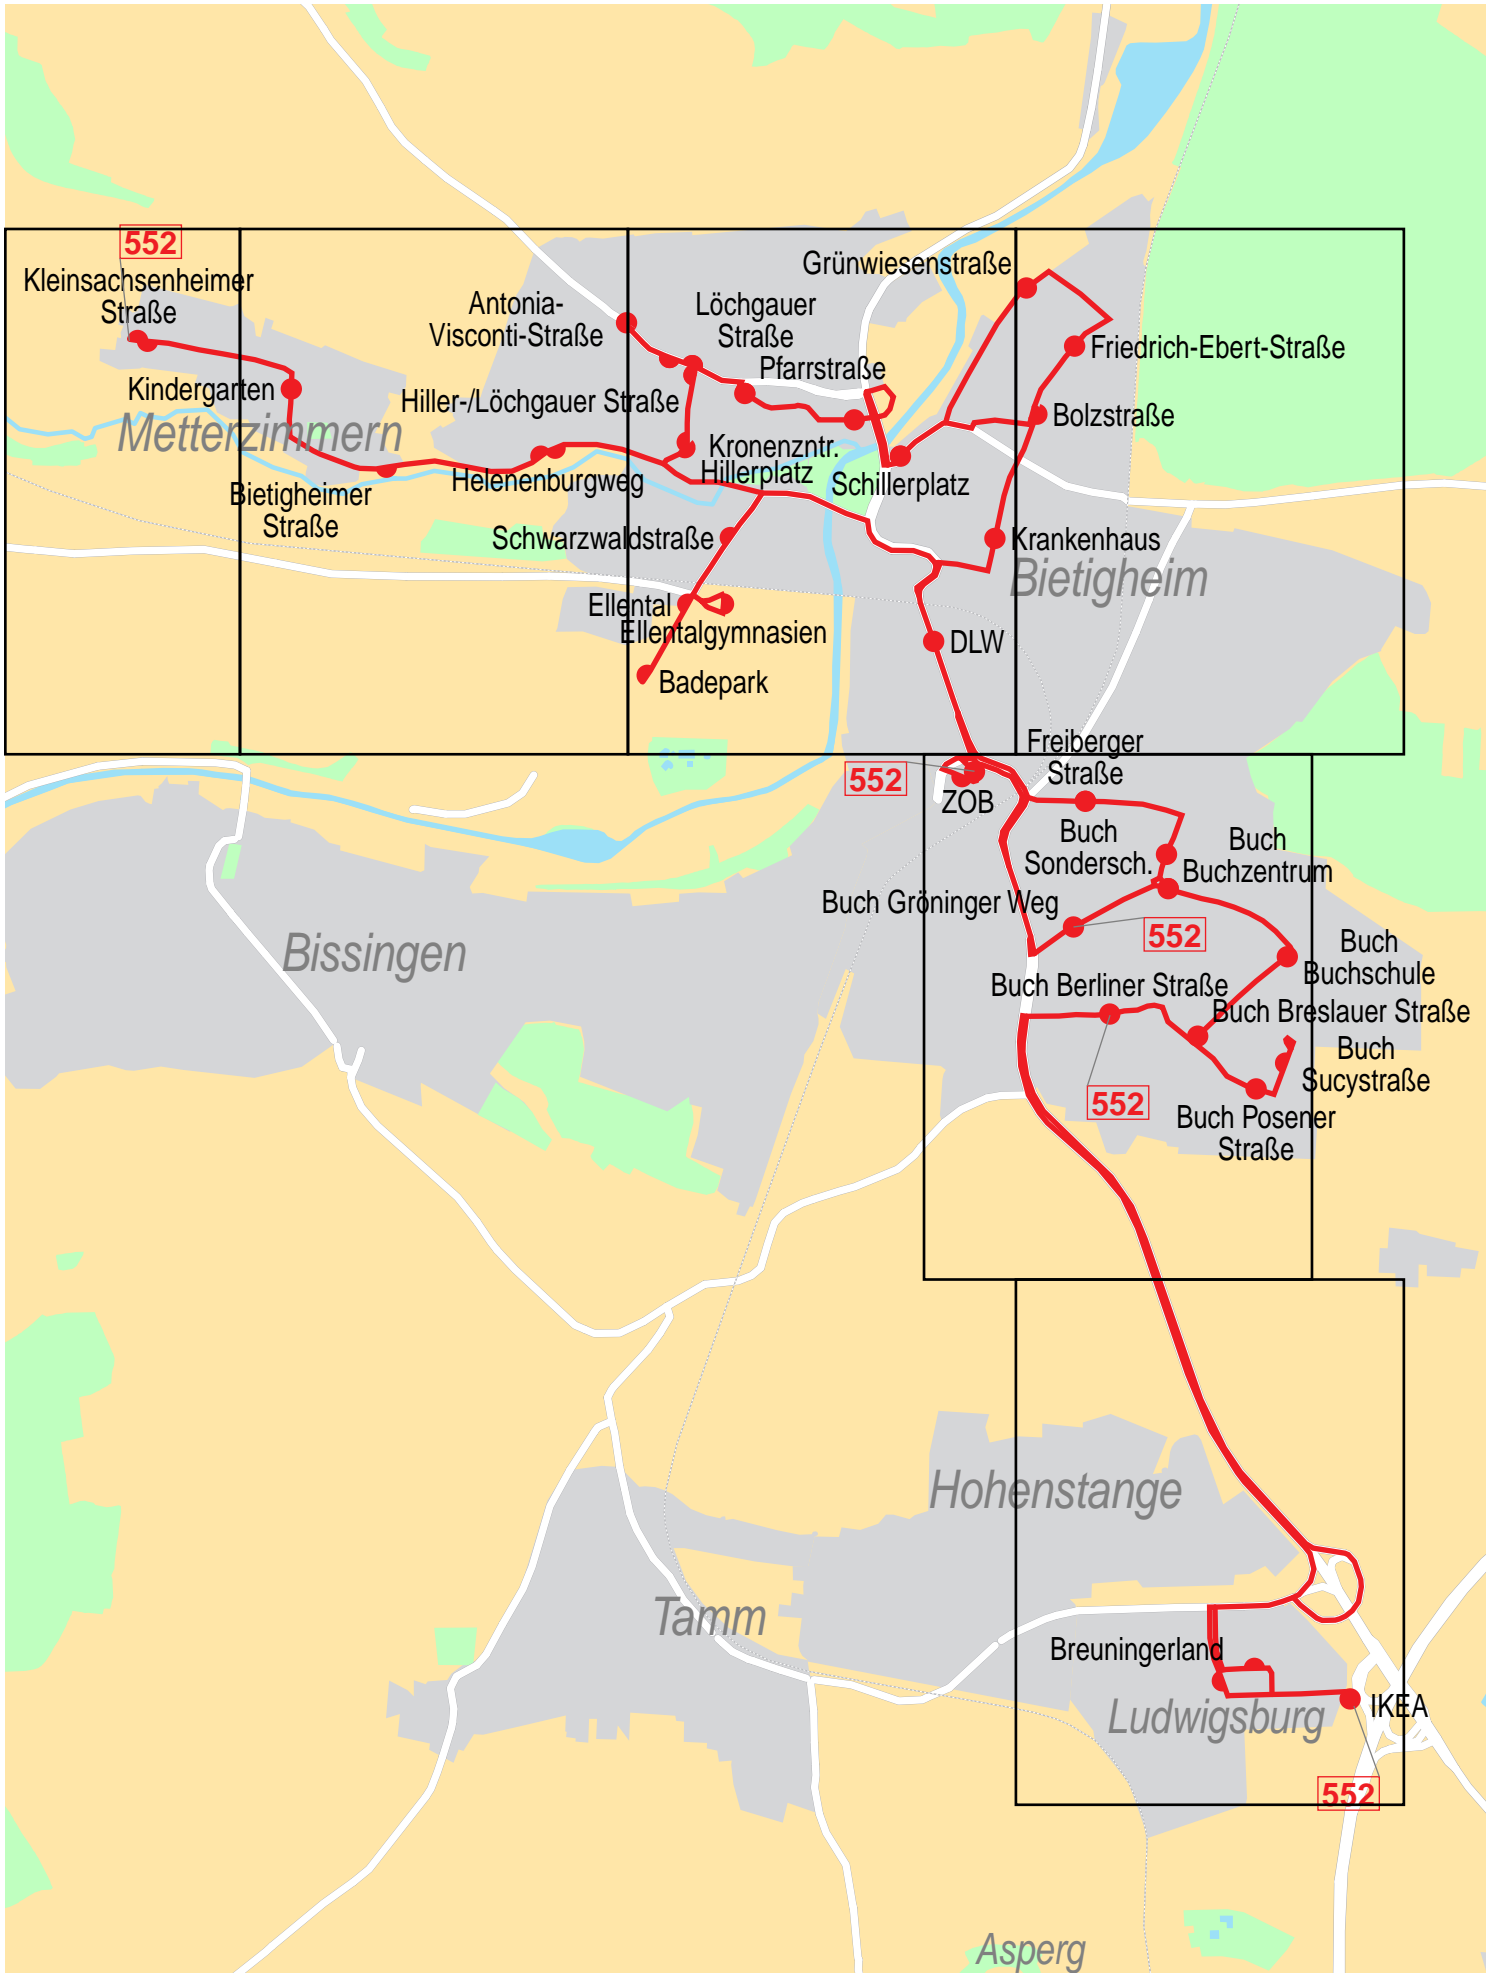 552
Kleinsachsenheimer
Straße
Grünwiesenstraße
Antonia-
Visconti-Straße
Löchgauer
Straße
Friedrich-Ebert-Straße
Pfarrstraße
Kindergarten
Hiller-/Löchgauer Straße
Bolzstraße
Metterzimmern
Kronenzntr.
Hillerplatz
Helenenburgweg
Schillerplatz
Bietigheimer
Straße
Schwarzwaldstraße
Krankenhaus
Bietigheim
Ellental
Ellentalgymnasien
DLW
Badepark
Freiberger
Straße
552
ZOB
Buch
Sondersch.
Buch
Buchzentrum
Buch Gröninger Weg
552
Bissingen
Buch
Buchschule
Buch Berliner Straße
Buch Breslauer Straße
Buch
Sucystraße
552
Buch Posener
Straße
Hohenstange
Tamm
Breuningerland
Ludwigsburg
IKEA
552
Asperg